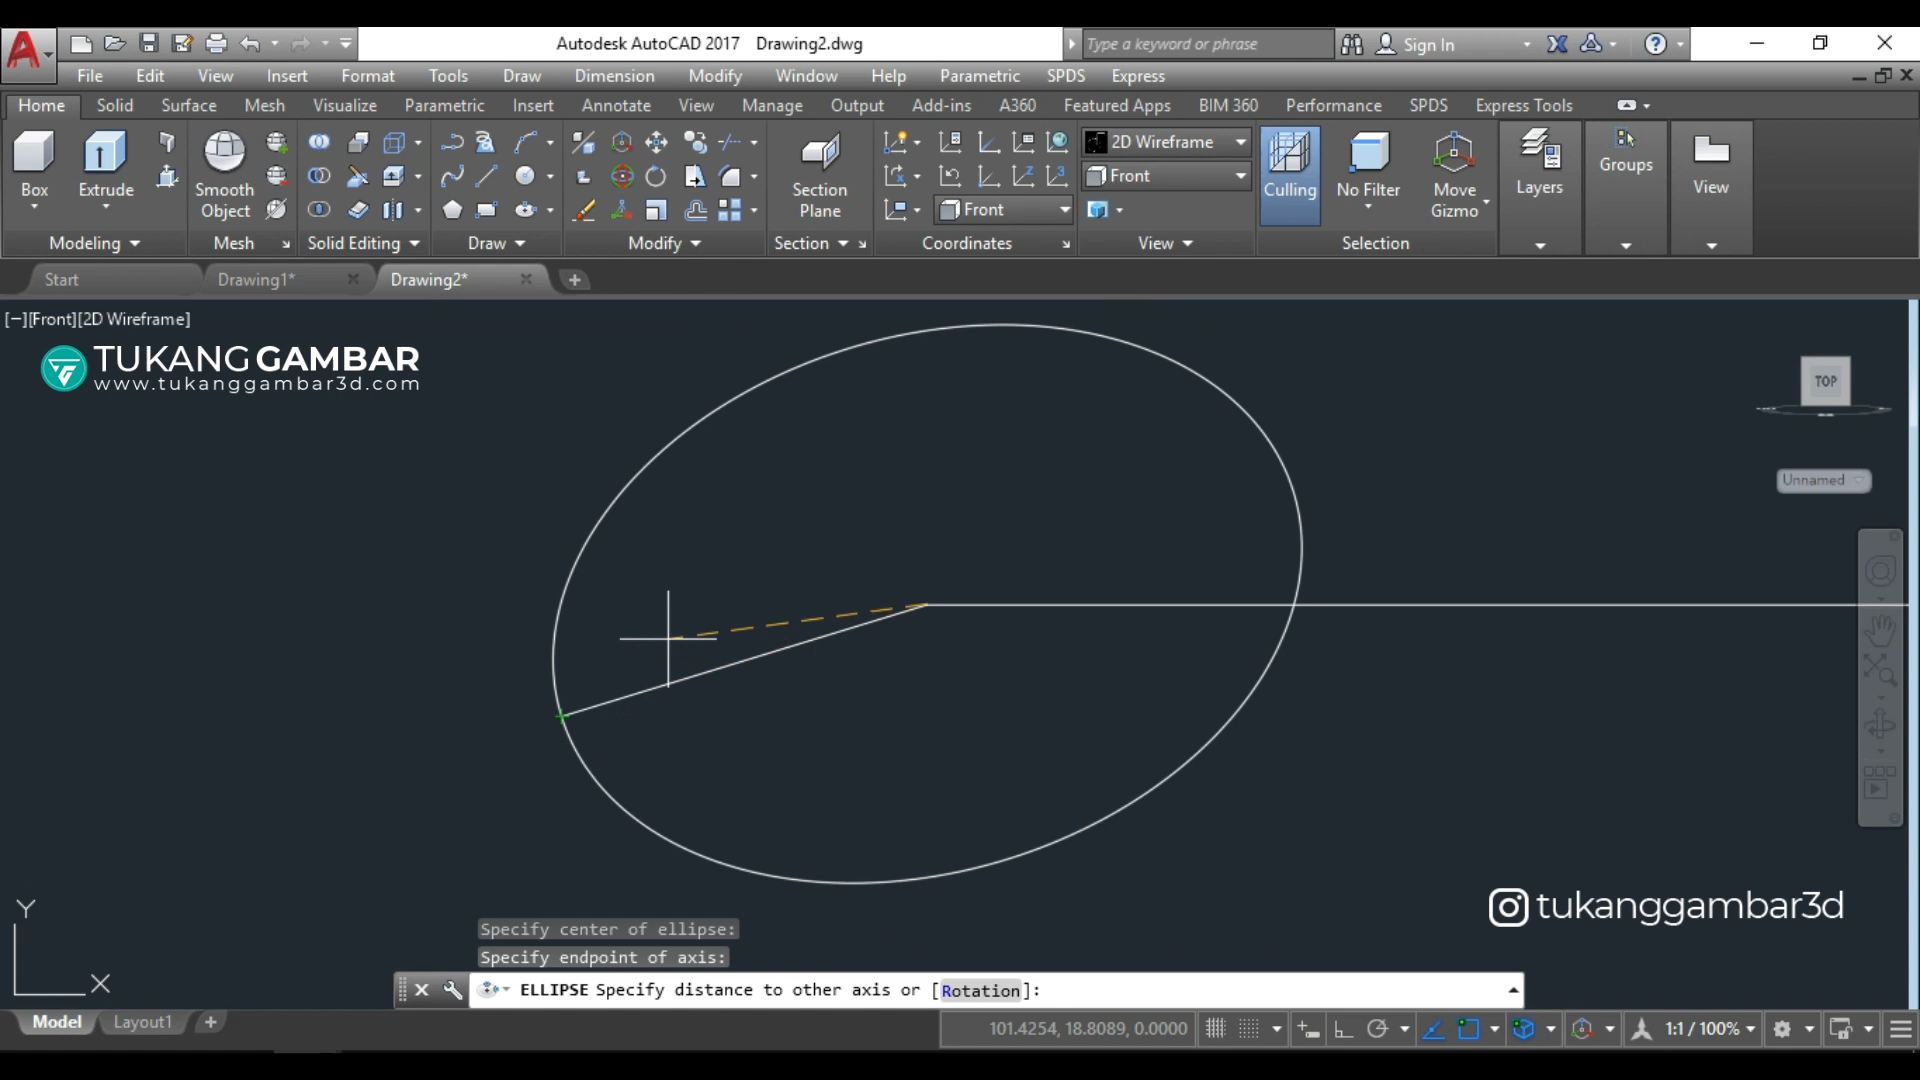 Autodesk AutoCAD 2017 Drawing2.dwg
Type a keyword or phrase
Sign In
File Edit View Insert Format Tools Draw Dimension Modify Window Help Parametric SPDS Express
Home Solid Surface Mesh Visualize Parametric Insert Annotate View Manage Output Add-ins A360 Featured Apps BIM 360 Performance SPDS Express Tools
2D Wireframe
Front
Box Extrude Smooth Object Section Plane Front Culling No Filter Move Gizmo Layers Groups View
Modeling Mesh Solid Editing Draw Modify Section Coordinates View Selection
Start Drawing1* Drawing2*
[−][Front][2D Wireframe]
TUKANG GAMBAR
www.tukanggambar3d.com
TOP
Unnamed
tukanggambar3d
Y
X
Specify center of ellipse:
Specify endpoint of axis:
ELLIPSE Specify distance to other axis or [Rotation]:
Model Layout1
101.4254, 18.8089, 0.0000
1:1 / 100%